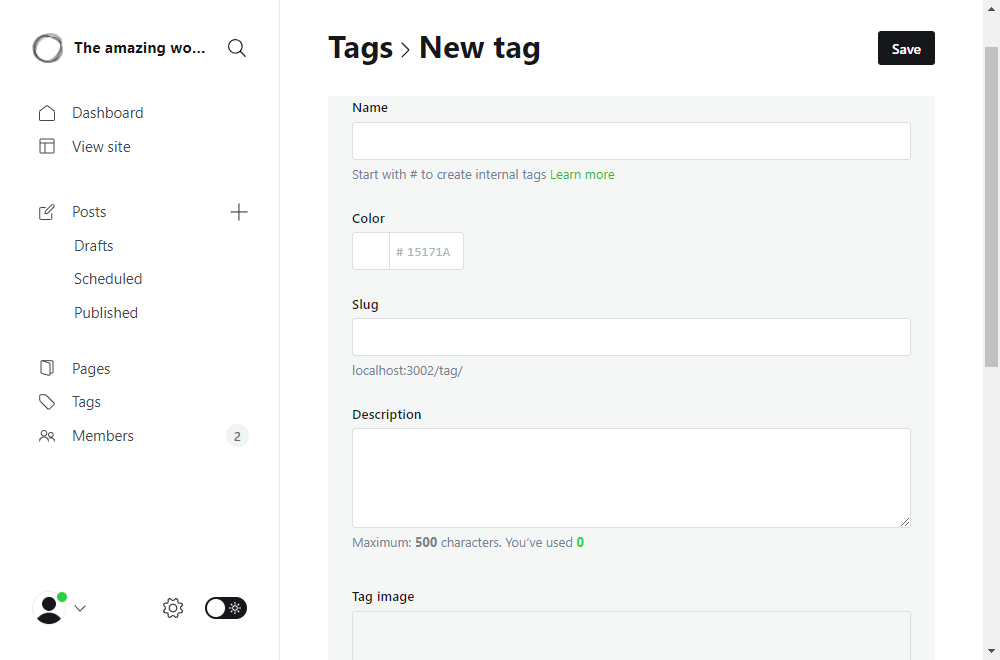 The amazing wo...
Dashboard
View site
Posts
Drafts
Scheduled
Published
Pages
Tags
Members 2
Tags > New tag
Save
Name
Start with # to create internal tags Learn more
Color
# 15171A
Slug
localhost:3002/tag/
Description
Maximum: 500 characters. You’ve used 0
Tag image